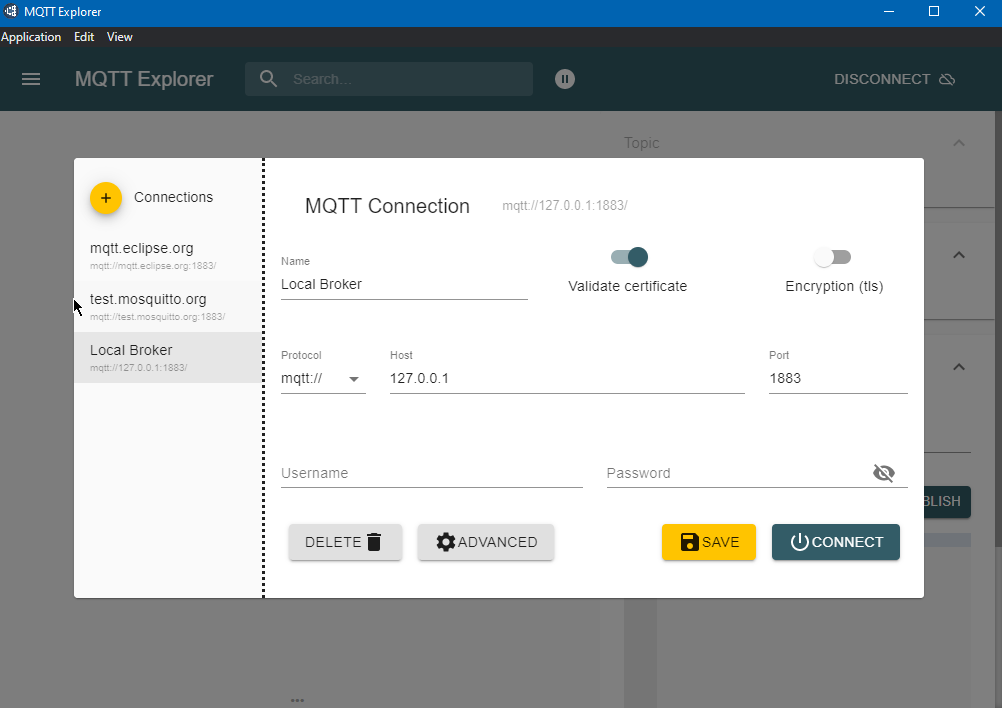 MQTT Explorer
Application Edit View
MQTT Explorer Search... DISCONNECT
Topic
Connections
mqtt.eclipse.org
mqtt://mqtt.eclipse.org:1883/
test.mosquitto.org
mqtt://test.mosquitto.org:1883/
Local Broker
mqtt://127.0.0.1:1883/
MQTT Connection mqtt://127.0.0.1:1883/
Name
Local Broker
Validate certificate
Encryption (tls)
Protocol Host Port
mqtt:// 127.0.0.1 1883
Username Password
BLISH
DELETE ADVANCED SAVE CONNECT